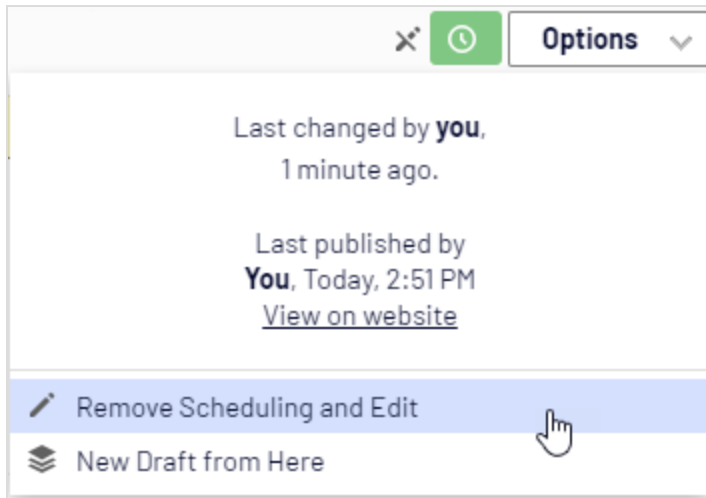 Options
Last changed by you,
1 minute ago.
Last published by
You, Today, 2:51 PM
View on website
Remove Scheduling and Edit
New Draft from Here